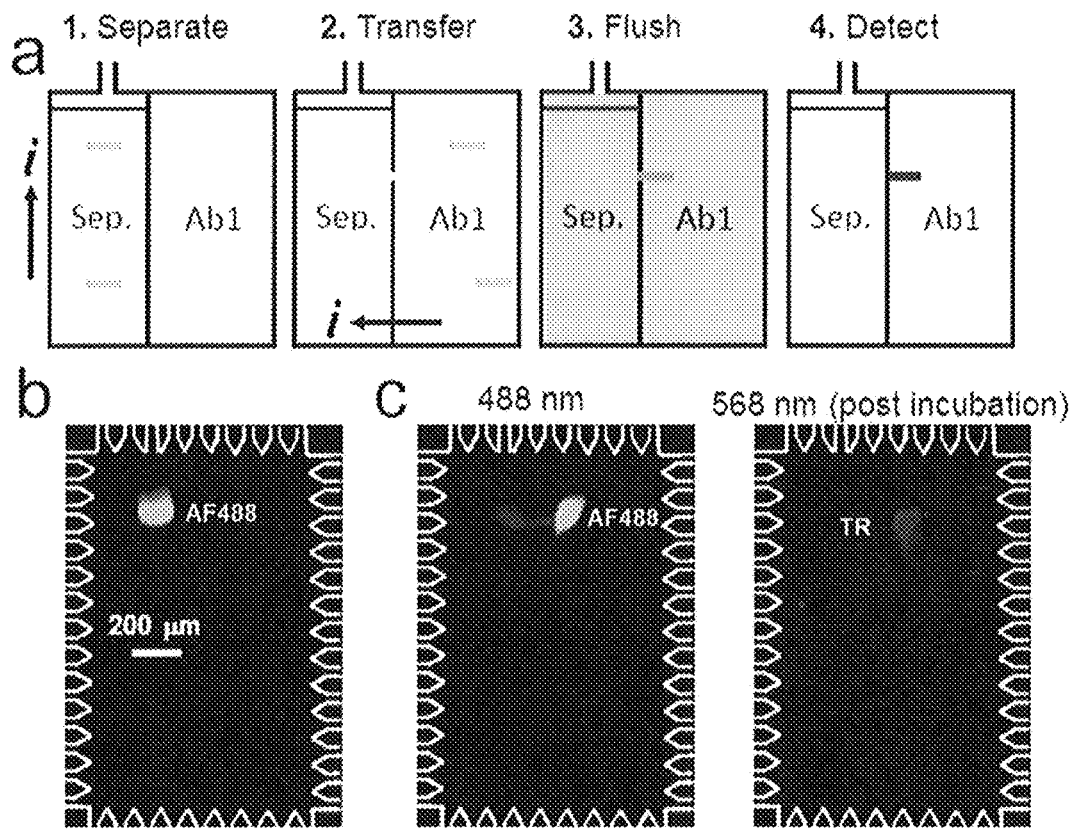 a
1. Separate
2. Transfer
3. Flush
4. Detect
i
Sep.
Ab1
Sep.
Ab1
i
Sep.
Ab1
Sep.
Ab1
b
AF488
200 µm
c
488 nm
AF488
568 nm (post incubation)
TR